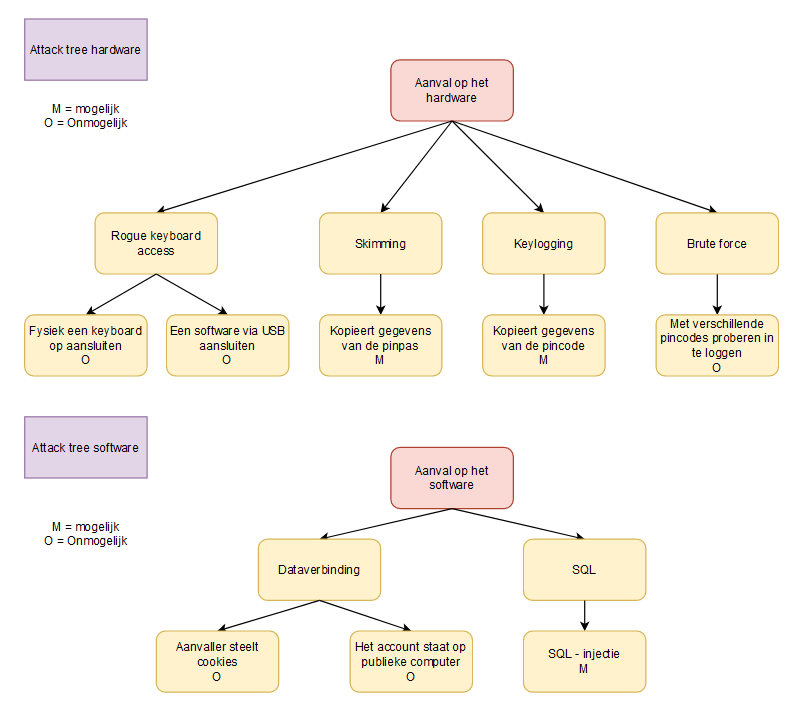 Attack tree hardware
M = mogelijk
O = Onmogelijk
Aanval op het
hardware
Rogue keyboard
access
Skimming
Keylogging
Brute force
Fysiek een keyboard
op aansluiten
O
Een software via USB
aansluiten
O
Kopieert gegevens
van de pinpas
M
Kopieert gegevens
van de pincode
M
Met verschillende
pincodes proberen in
te loggen
O
Attack tree software
M = mogelijk
O = Onmogelijk
Aanval op het
software
Dataverbinding
SQL
Aanvaller steelt
cookies
O
Het account staat op
publieke computer
O
SQL - injectie
M